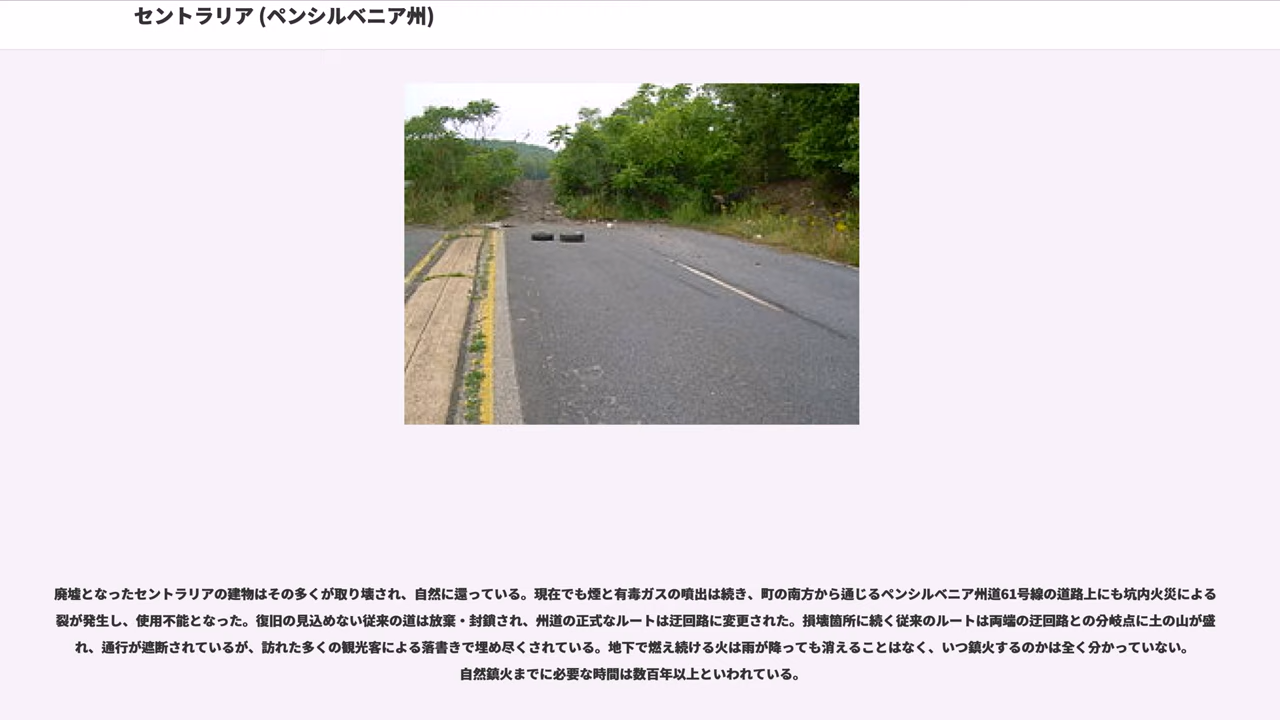 セントラリア (ペンシルベニア州)
廃墟となったセントラリアの建物はその多くが取り壊され、自然に還っている。現在でも煙と有毒ガスの噴出は続き、町の南方から通じるペンシルベニア州道61号線の道路上にも坑内火災による
裂が発生し、使用不能となった。復旧の見込めない従来の道は放棄・封鎖され、州道の正式なルートは迂回路に変更された。損壊箇所に続く従来のルートは両端の迂回路との分岐点に土の山が盛
れ、通行が遮断されているが、訪れた多くの観光客による落書きで埋め尽くされている。地下で燃え続ける火は雨が降っても消えることはなく、いつ鎮火するのかは全く分かっていない。
自然鎮火までに必要な時間は数百年以上といわれている。